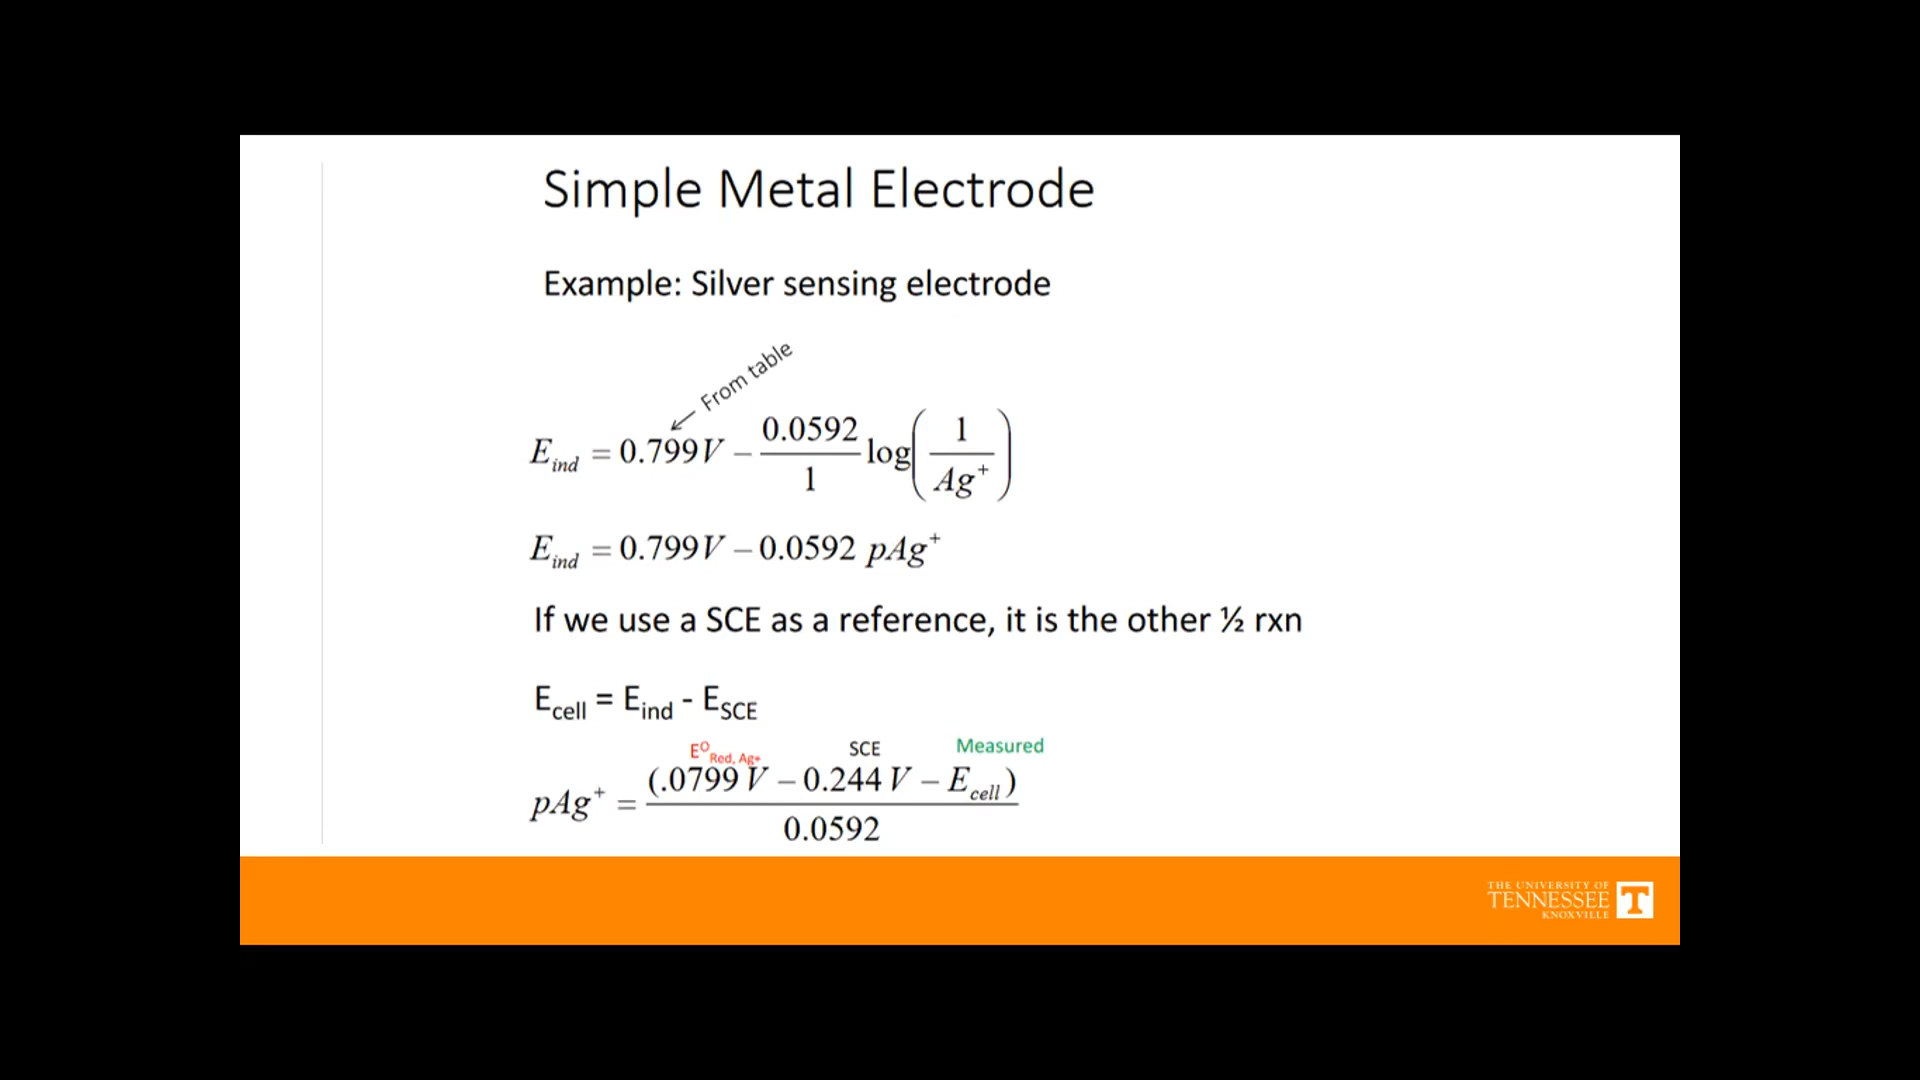 Simple Metal Electrode
Example: Silver sensing electrode
From table
E_ind = 0.799V − 0.0592/1 log(1/Ag⁺)
E_ind = 0.799V − 0.0592 pAg⁺
If we use a SCE as a reference, it is the other ½ rxn
E_cell = E_ind - E_SCE
E^O_Red, Ag+ SCE Measured
pAg⁺ = (.0799 V − 0.244 V − E_cell) / 0.0592
THE UNIVERSITY OF
TENNESSEE T
KNOXVILLE